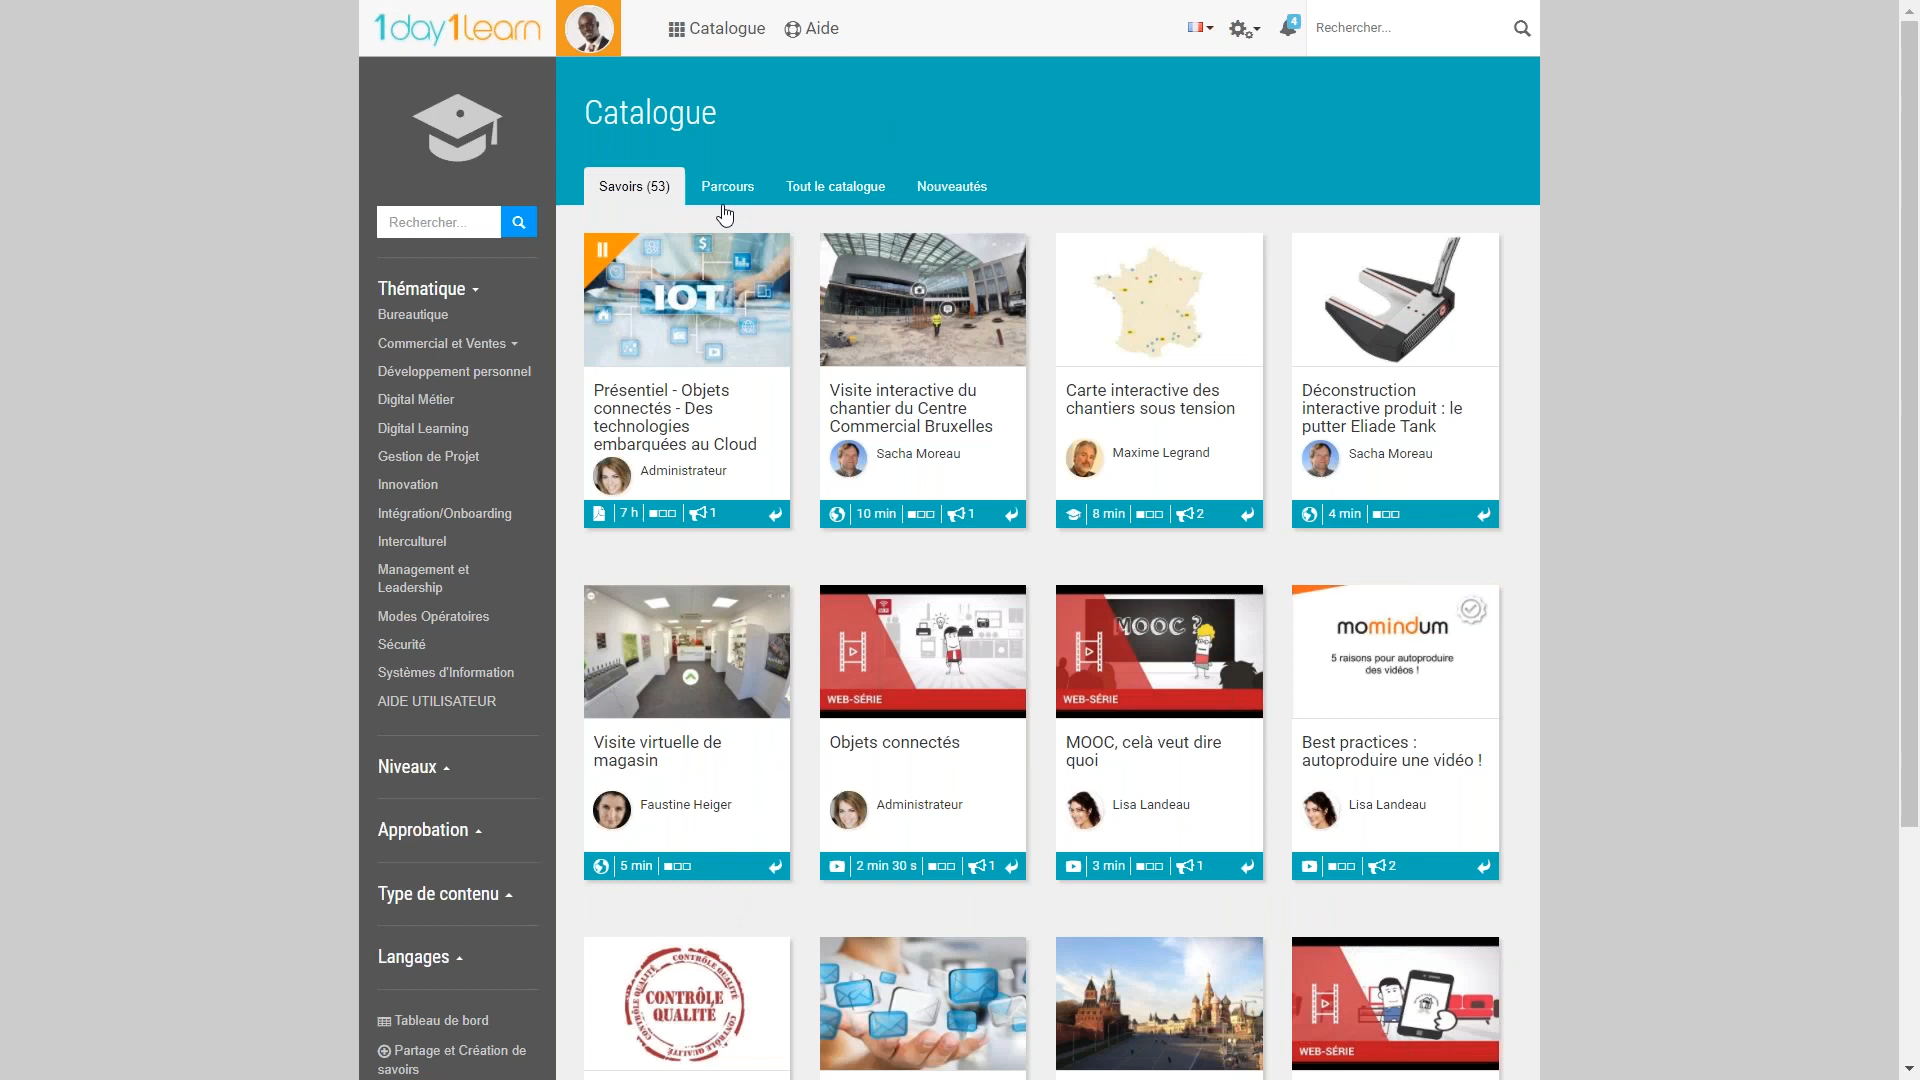 1day1learn
Catalogue
Aide
4
Rechercher...
Catalogue
Savoirs (53)
Parcours
Tout le catalogue
Nouveautés
Rechercher...
Thématique
Bureautique
Commercial et Ventes
Développement personnel
Digital Métier
Digital Learning
Gestion de Projet
Innovation
Intégration/Onboarding
Interculturel
Management et
Leadership
Modes Opératoires
Sécurité
Systèmes d'Information
AIDE UTILISATEUR
Niveaux
Approbation
Type de contenu
Langages
Tableau de bord
Partage et Création de
savoirs
IOT
Présentiel - Objets
connectés - Des
technologies
embarquées au Cloud
Administrateur
7 h
1
Visite interactive du
chantier du Centre
Commercial Bruxelles
Sacha Moreau
10 min
1
Carte interactive des
chantiers sous tension
Maxime Legrand
8 min
2
Déconstruction
interactive produit : le
putter Eliade Tank
Sacha Moreau
4 min
Visite virtuelle de
magasin
Faustine Heiger
5 min
WEB-SÉRIE
Objets connectés
Administrateur
2 min 30 s
1
MOOC ?
WEB-SÉRIE
MOOC, celà veut dire
quoi
Lisa Landeau
3 min
1
momindum
5 raisons pour autoproduire
des vidéos !
Best practices :
autoproduire une vidéo !
Lisa Landeau
2
CONTRÔLE QUALITÉ
CONTRÔLE
QUALITÉ
WEB-SÉRIE